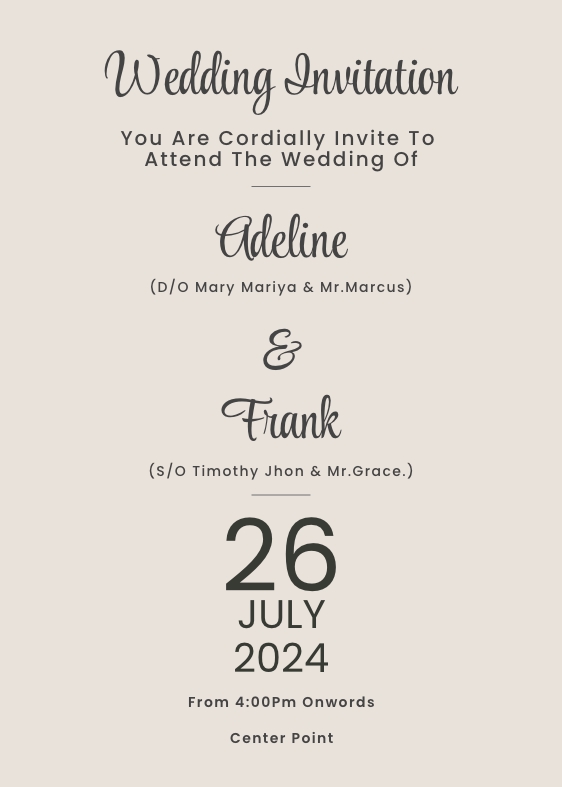 Wedding Invitation
You Are Cordially Invite To
Attend The Wedding Of
Adeline
(D/O Mary Mariya & Mr.Marcus)
&
Frank
(S/O Timothy Jhon & Mr.Grace.)
26
JULY
2024
From 4:00Pm Onwords
Center Point